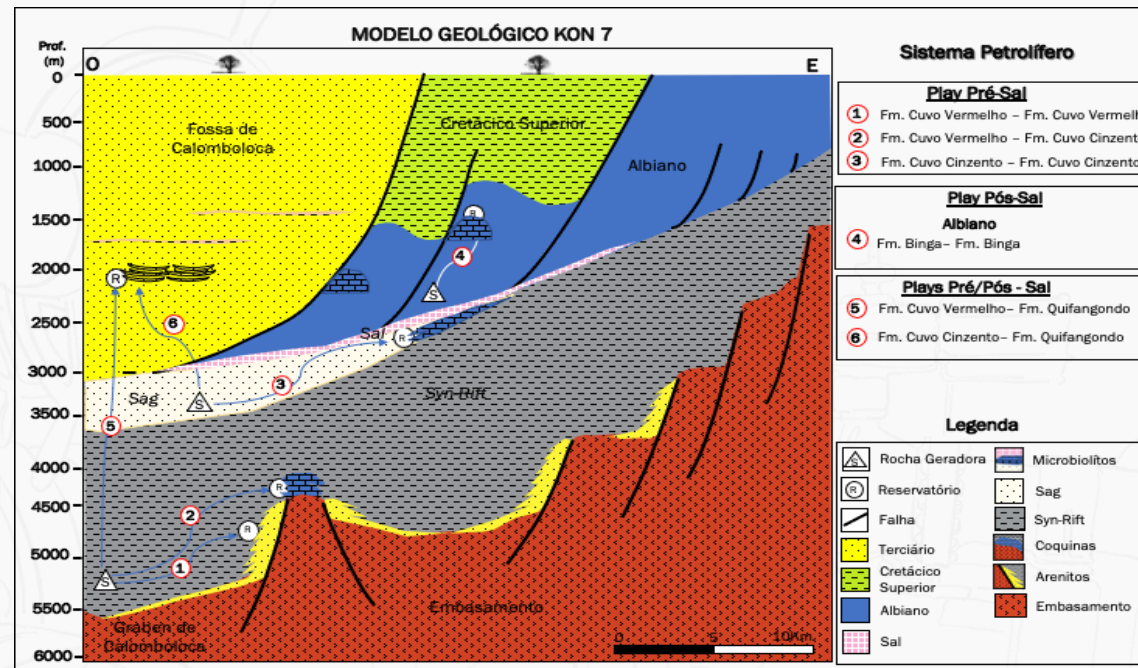 MODELO GEOLÓGICO KON 7
Prof.
(m)
O
E
0
500
1000
1500
2000
2500
3000
3500
4000
4500
5000
5500
6000
Fossa de
Calomboloca
Cretácico Superior
Albiano
R
R
4
S
6
Sal
R
3
Sag
S
Syn-Rift
5
R
2
R
1
S
Embasamento
Graben de
Calomboloca
0
5
10Km
Sistema Petrolífero
Play Pré-Sal
1 Fm. Cuvo Vermelho – Fm. Cuvo Vermelh
2 Fm. Cuvo Vermelho – Fm. Cuvo Cinzent
3 Fm. Cuvo Cinzento – Fm. Cuvo Cinzento
Play Pós-Sal
Albiano
4 Fm. Binga– Fm. Binga
Plays Pré/Pós - Sal
5 Fm. Cuvo Vermelho– Fm. Quifangondo
6 Fm. Cuvo Cinzento– Fm. Quifangondo
Legenda
S Rocha Geradora
R Reservatório
Falha
Terciário
Cretácico
Superior
Albiano
Sal
Microbiolítos
Sag
Syn-Rift
Coquinas
Arenitos
Embasamento